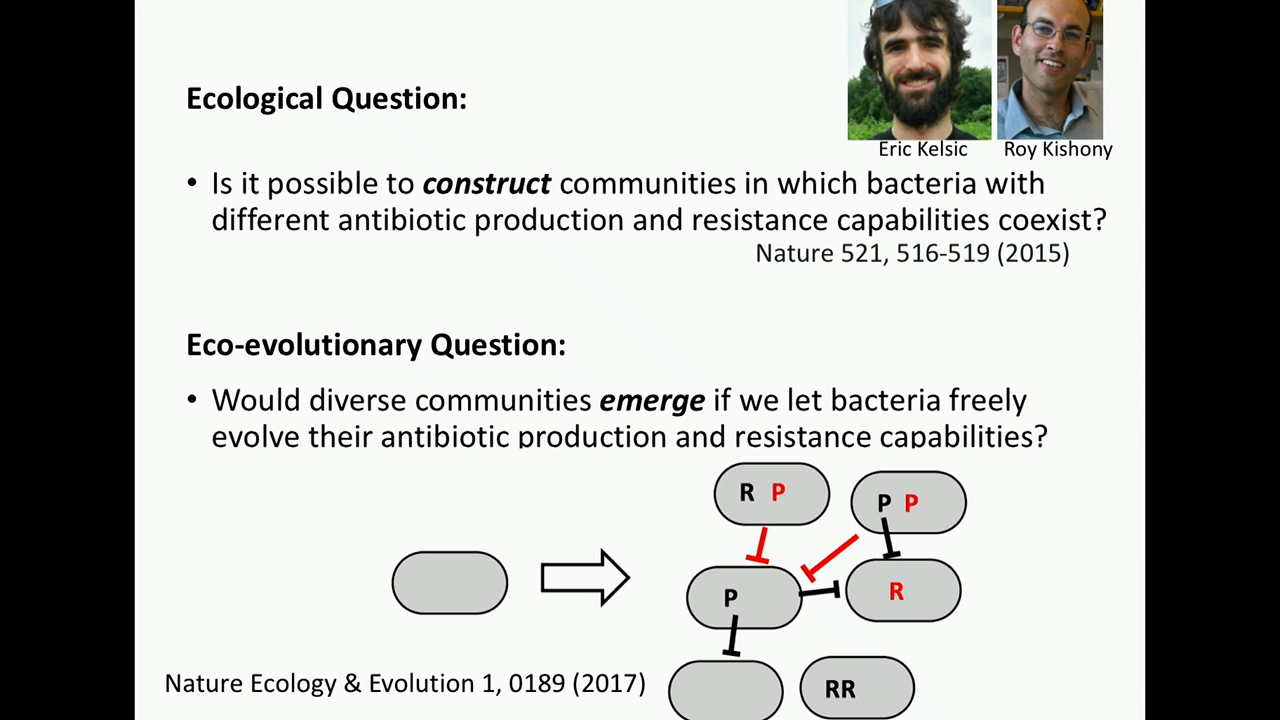 Eric Kelsic
Roy Kishony
Ecological Question:
• Is it possible to construct communities in which bacteria with
different antibiotic production and resistance capabilities coexist?
Nature 521, 516-519 (2015)
Eco-evolutionary Question:
• Would diverse communities emerge if we let bacteria freely
evolve their antibiotic production and resistance capabilities?
R P
P P
P
R
RR
Nature Ecology & Evolution 1, 0189 (2017)